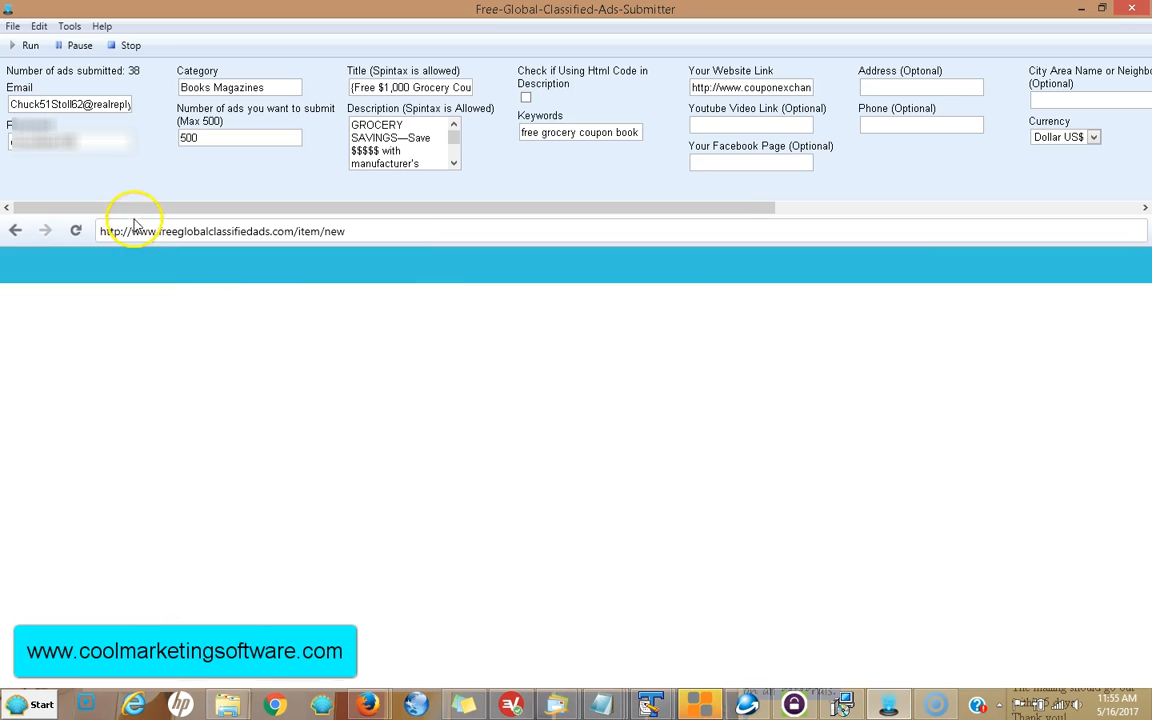 Free-Global-Classified-Ads-Submitter
File Edit Tools Help
Run Pause Stop
Number of ads submitted: 38
Email
Chuck51Stoll62@realreply
Category
Books Magazines
Number of ads you want to submit
(Max 500)
500
Title (Spintax is allowed)
{Free $1,000 Grocery Cou
Description (Spintax is Allowed)
GROCERY
SAVINGS—Save
$$$$$ with
manufacturer's
Check if Using Html Code in
Description
Keywords
free grocery coupon book
Your Website Link
http://www.couponexchan
Youtube Video Link (Optional)
Your Facebook Page (Optional)
Address (Optonal)
Phone (Optional)
City Area Name or Neighbo
(Optional)
Currency
Dollar US$
http://www.freeglobalclassifiedads.com/item/new
www.coolmarketingsoftware.com
Start
hp
11:55 AM
5/16/2017